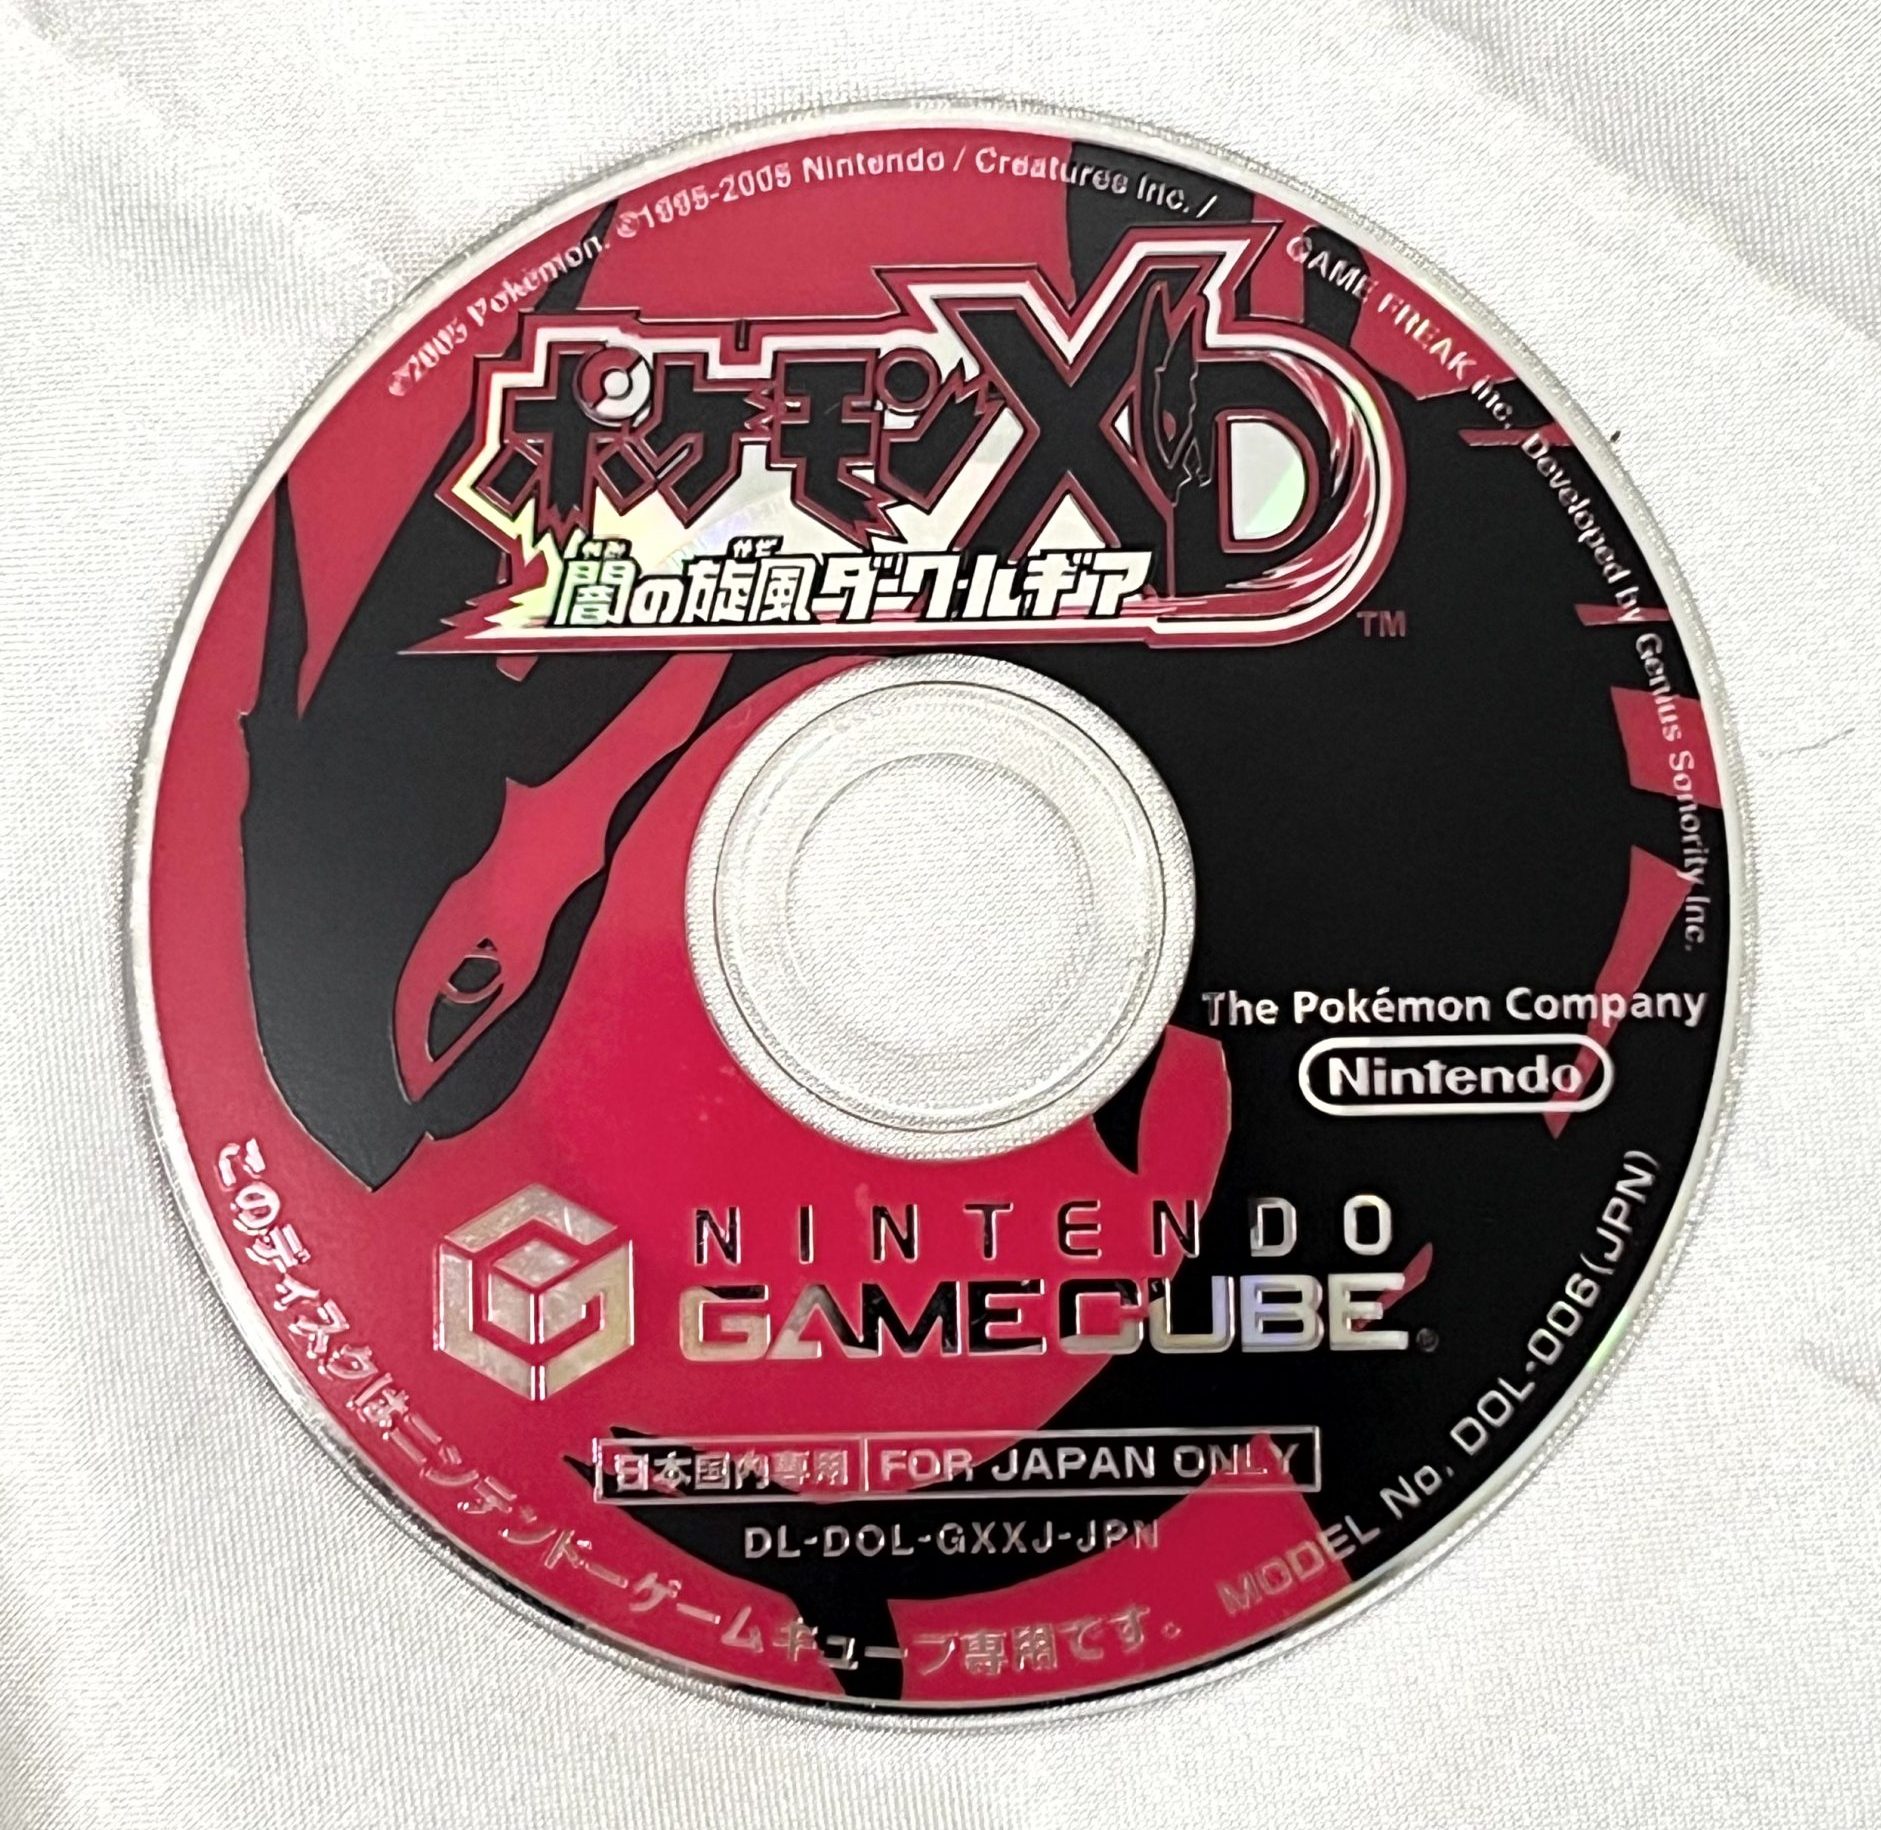 ©2005 Pokémon. ©1995-2005 Nintendo / Creatures Inc. / GAME FREAK inc. Developed by Genius Sonority Inc.
ポケモンXD
やみ かぜ
闇の旋風ダーク・ルギア
TM
The Pokémon Company
Nintendo
NINTENDO
GAMECUBE®
日本国内専用 FOR JAPAN ONLY
DL-DOL-GXXJ-JPN
このディスクはニンテンドーゲームキューブ専用です。 MODEL No. DOL-006(JPN)